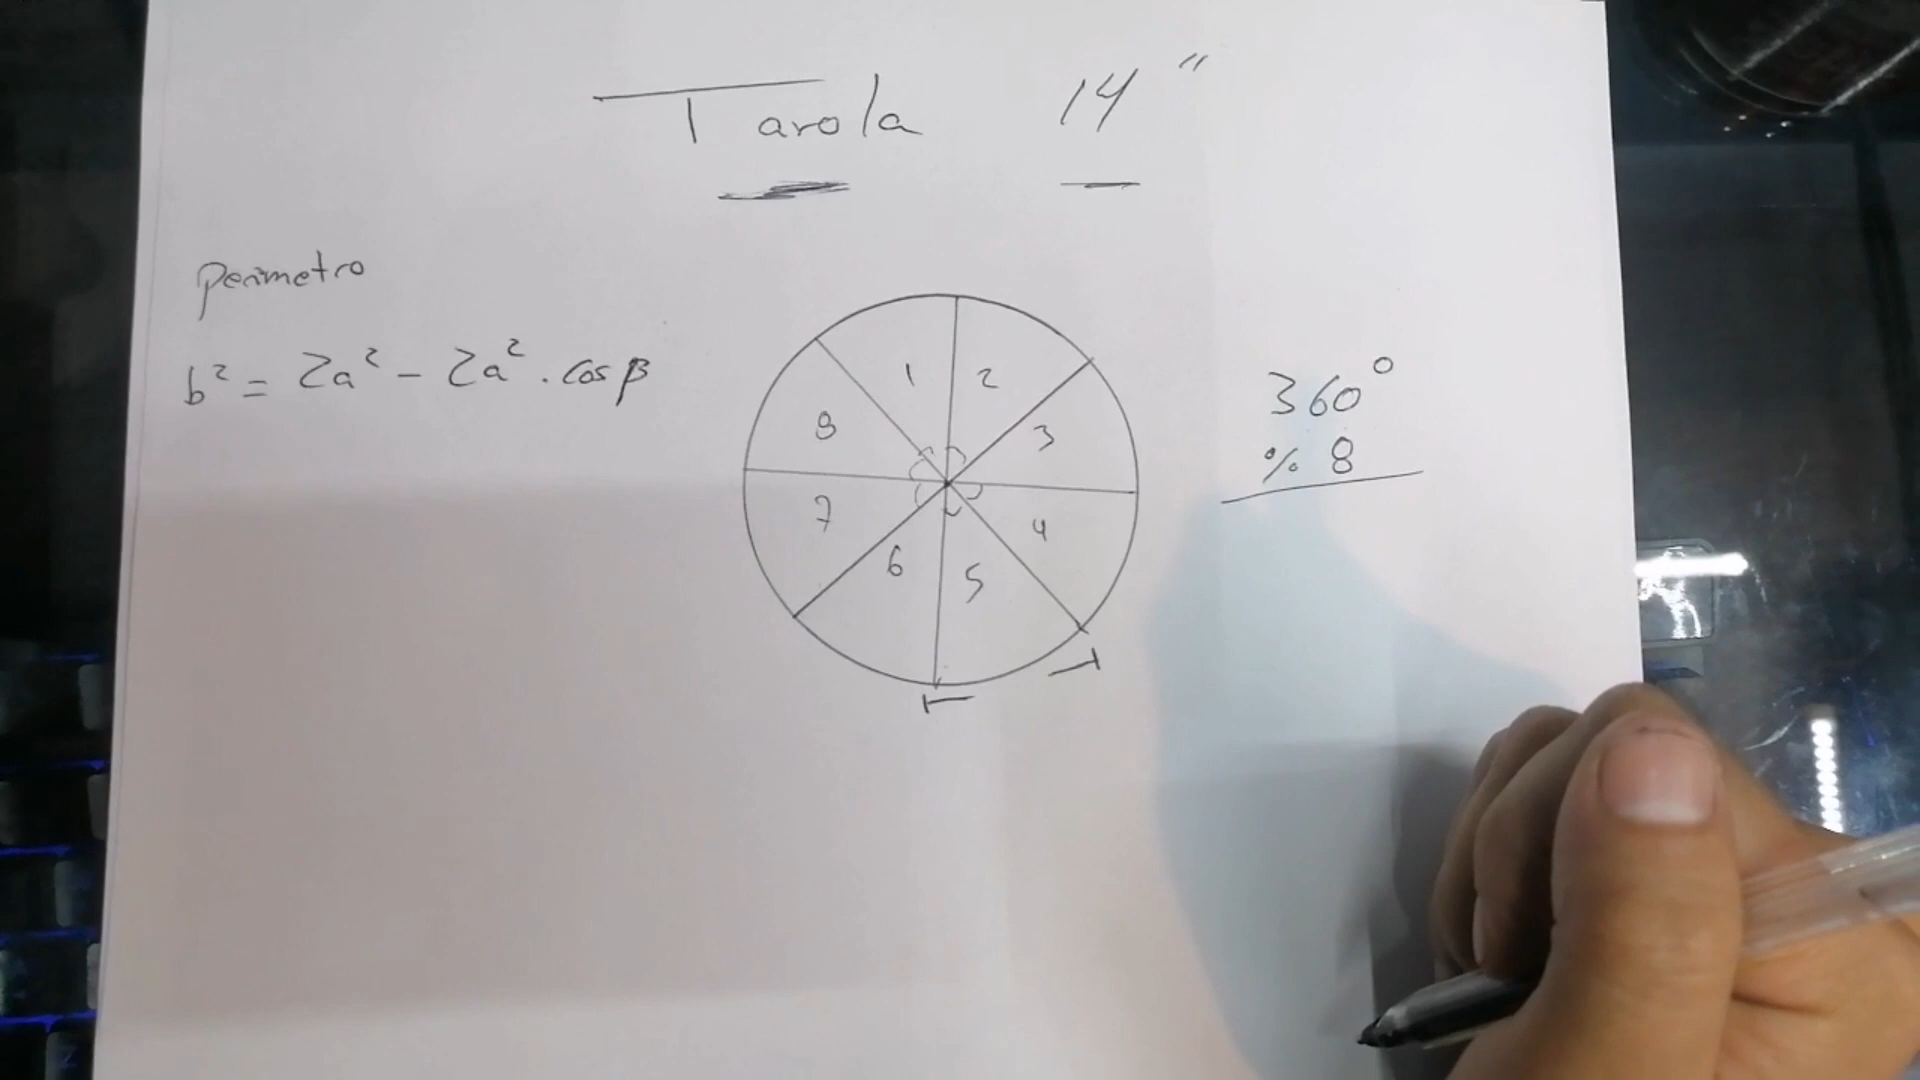 Tarola 14"
perimetro
b² = 2a² - 2a² . cos β
1 2
8 3
7 4
6 5
360°
% 8